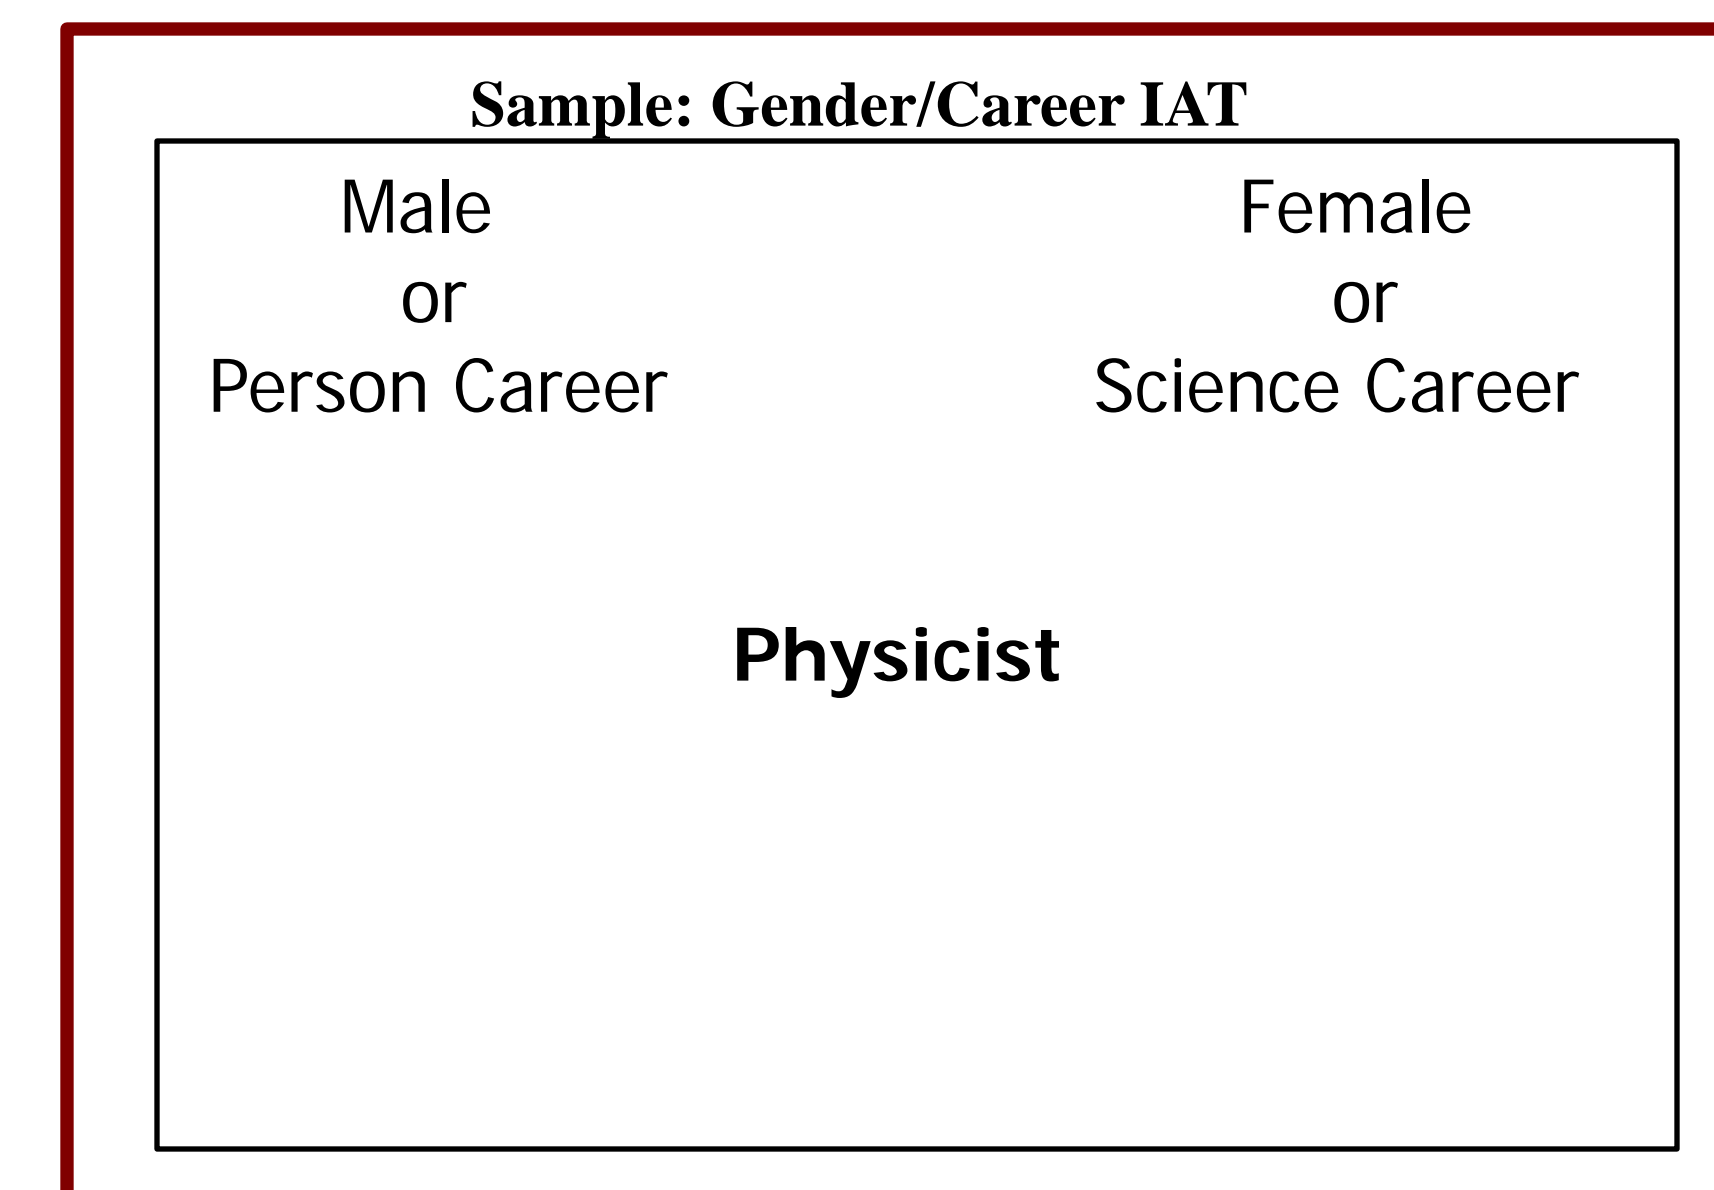 Sample: Gender/Career IAT
Male
or
Person Career
Female
or
Science Career
Physicist